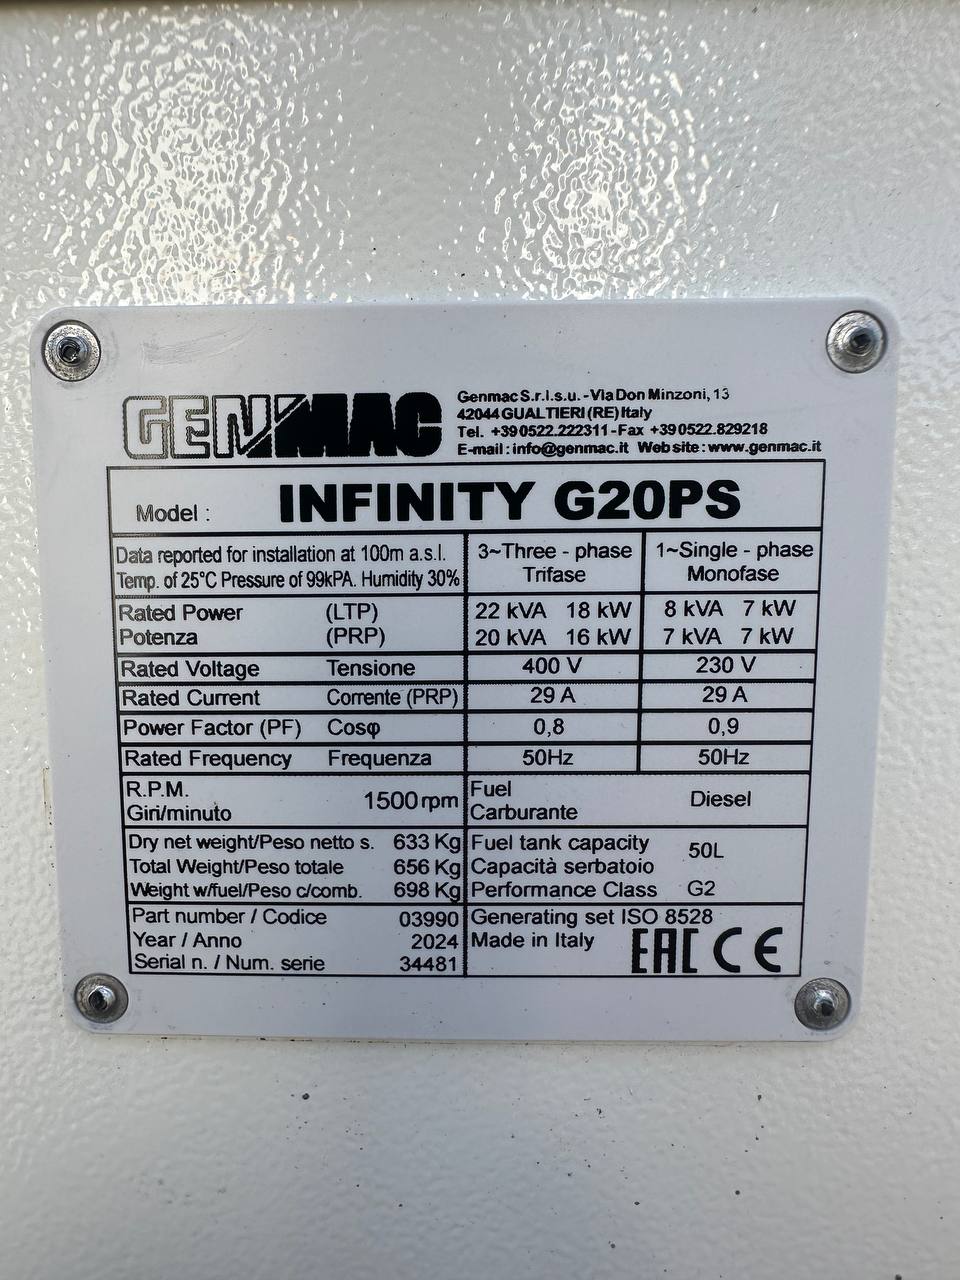 GENMAC
Genmac S.r.l.s.u. - Via Don Minzoni, 13
42044 GUALTIERI (RE) Italy
Tel. +39 0522.222311 - Fax +39 0522.829218
E-mail : info@genmac.it Web site : www.genmac.it
Model : INFINITY G20PS
Data reported for installation at 100m a.s.l.
Temp. of 25°C Pressure of 99kPA. Humidity 30%
3~Three - phase
Trifase
1~Single - phase
Monofase
Rated Power (LTP) 22 kVA 18 kW 8 kVA 7 kW
Potenza (PRP) 20 kVA 16 kW 7 kVA 7 kW
Rated Voltage Tensione 400 V 230 V
Rated Current Corrente (PRP) 29 A 29 A
Power Factor (PF) Cosφ 0,8 0,9
Rated Frequency Frequenza 50Hz 50Hz
R.P.M.
Giri/minuto
1500 rpm
Fuel
Carburante
Diesel
Dry net weight/Peso netto s. 633 Kg
Total Weight/Peso totale 656 Kg
Weight w/fuel/Peso c/comb. 698 Kg
Fuel tank capacity
Capacità serbatoio
50L
Performance Class G2
Part number / Codice 03990
Year / Anno 2024
Serial n. / Num. serie 34481
Generating set ISO 8528
Made in Italy
EAC CE